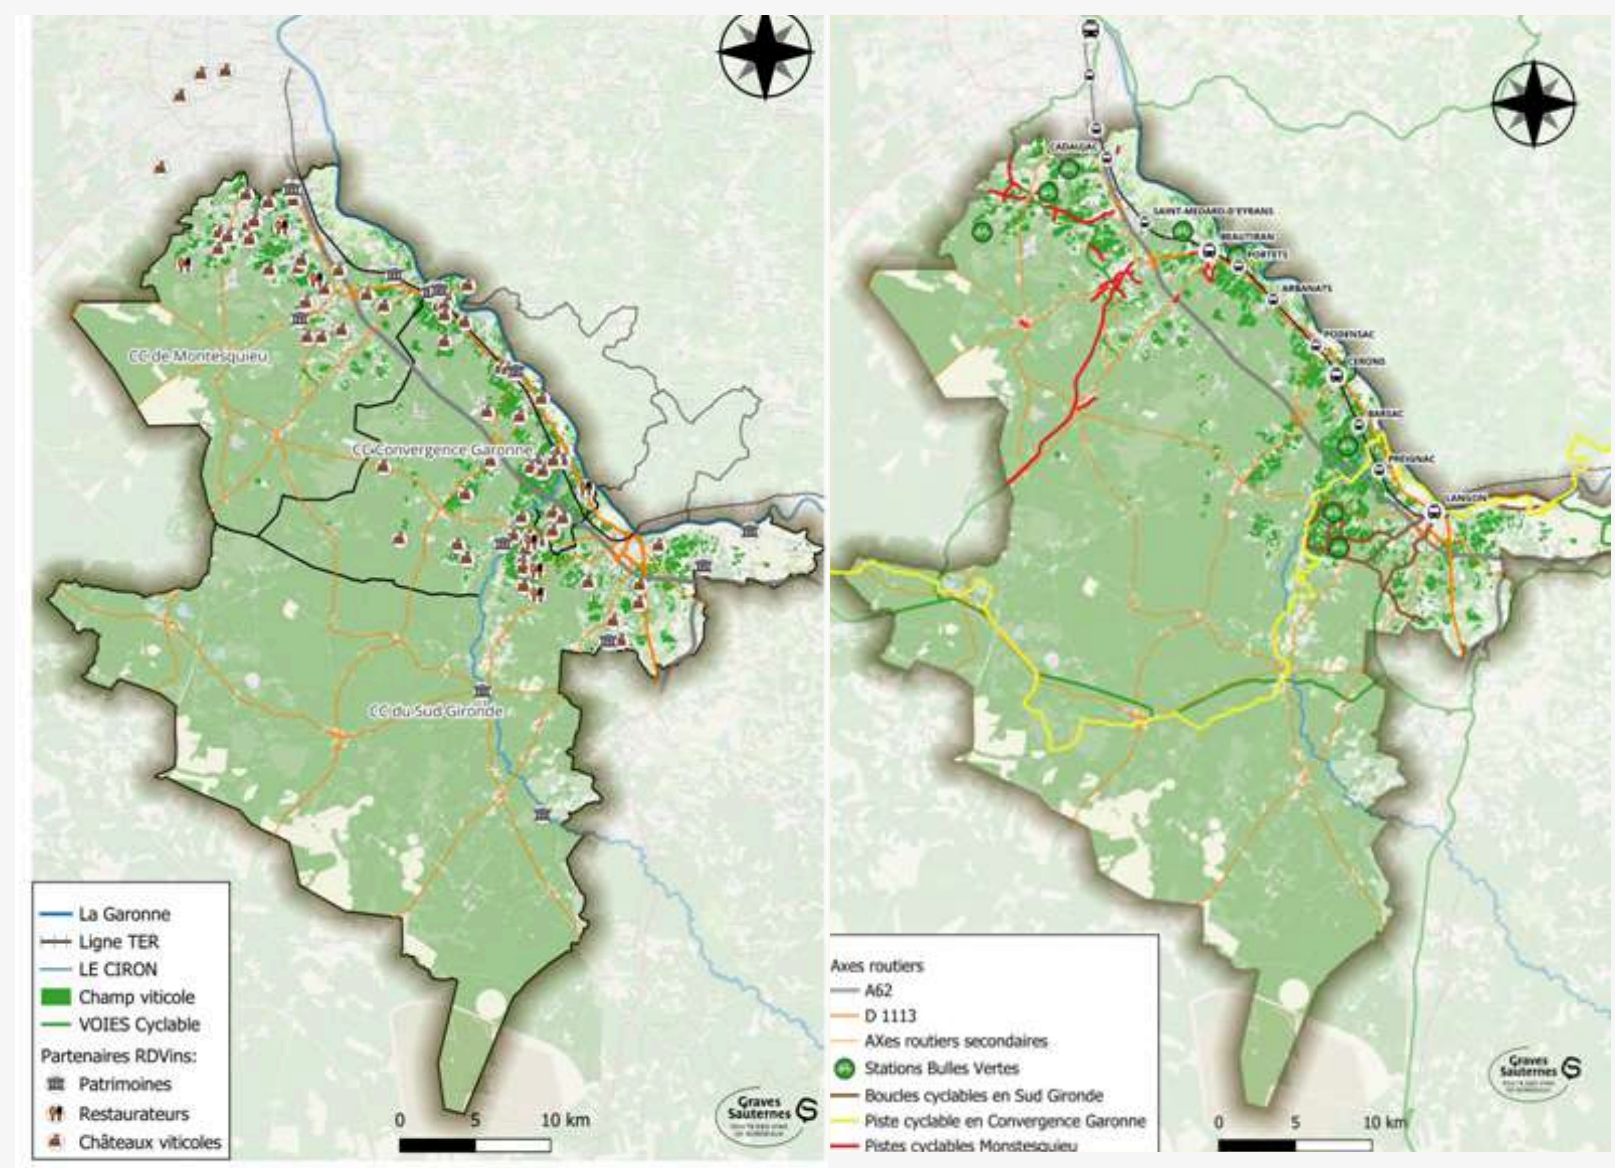 CC de Montesquieu
CC Convergence Garonne
CC du Sud Gironde
La Garonne
Ligne TER
LE CIRON
Champ viticole
VOIES Cyclable
Partenaires RDVins:
Patrimoines
Restaurateurs
Châteaux viticoles
0 5 10 km
Graves
Sauternes
CADAUJAC
SAINT-MEDARD-D'EYRANS
BEAUTIRAN
PORTETS
ARBANATS
PODENSAC
CERONS
BARSAC
PREIGNAC
LANGON
Axes routiers
A62
D 1113
AXes routiers secondaires
Stations Bulles Vertes
Boucles cyclables en Sud Gironde
Piste cyclable en Convergence Garonne
Pistes cyclables Monstesquieu
0 5 10 km
Graves
Sauternes